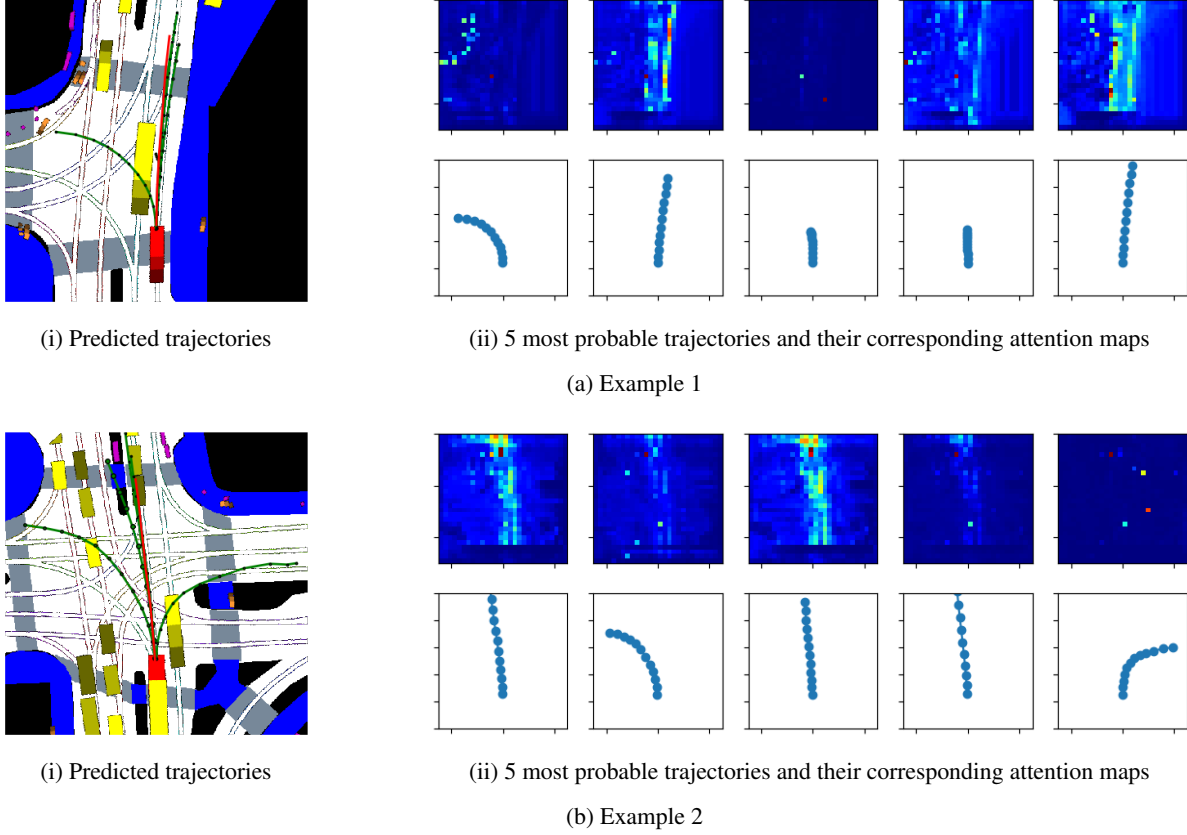 (i) Predicted trajectories
(ii) 5 most probable trajectories and their corresponding attention maps
(a) Example 1
(i) Predicted trajectories
(ii) 5 most probable trajectories and their corresponding attention maps
(b) Example 2